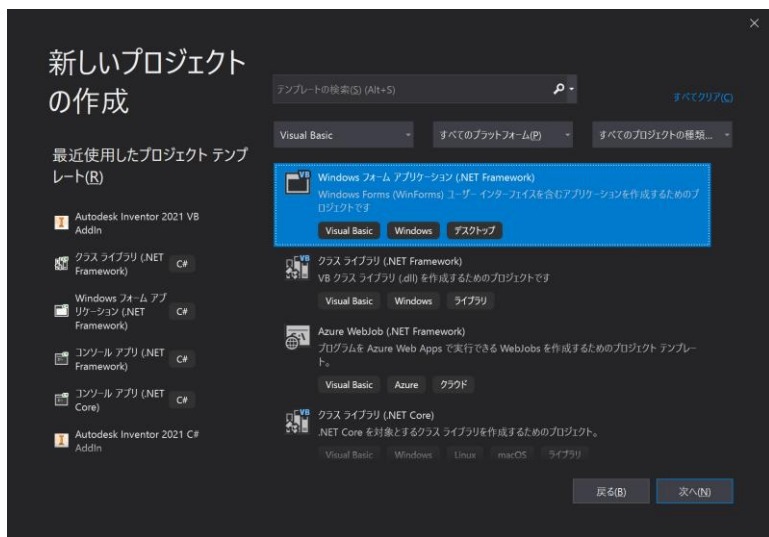 新しいプロジェクト
の作成
最近使用したプロジェクト テンプ
レート(R)
Autodesk Inventor 2021 VB
AddIn
クラス ライブラリ (.NET
Framework)
C#
Windows フォーム アプ
リケーション (.NET
Framework)
C#
コンソール アプリ (.NET
Framework)
C#
コンソール アプリ (.NET
Core)
C#
Autodesk Inventor 2021 C#
AddIn
テンプレートの検索(S) (Alt+S)
すべてクリア(C)
Visual Basic
すべてのプラットフォーム(P)
すべてのプロジェクトの種類...
VB
Windows フォーム アプリケーション (.NET Framework)
Windows Forms (WinForms) ユーザー インターフェイスを含むアプリケーションを作成するためのプ
ロジェクトです
Visual Basic Windows デスクトップ
VB
クラス ライブラリ (.NET Framework)
VB クラス ライブラリ (.dll) を作成するためのプロジェクトです
Visual Basic Windows ライブラリ
Azure WebJob (.NET Framework)
プログラムを Azure Web Apps で実行できる WebJobs を作成するためのプロジェクト テンプレー
ト。
Visual Basic Azure クラウド
VB
クラス ライブラリ (.NET Core)
.NET Core を対象とするクラス ライブラリを作成するためのプロジェクト。
Visual Basic Windows Linux macOS ライブラリ
戻る(B) 次へ(N)